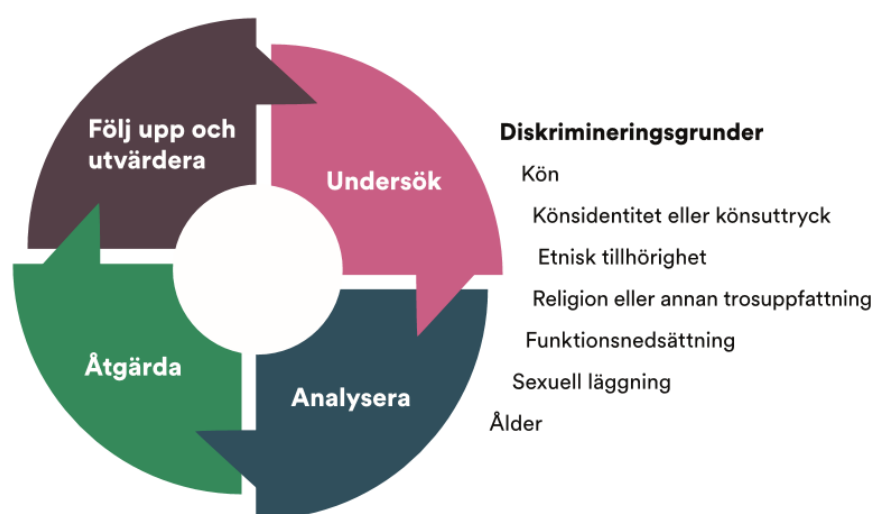 Följ upp och
utvärdera
Undersök
Analysera
Åtgärda
Diskrimineringsgrunder
Kön
Könsidentitet eller könsuttryck
Etnisk tillhörighet
Religion eller annan trosuppfattning
Funktionsnedsättning
Sexuell läggning
Ålder